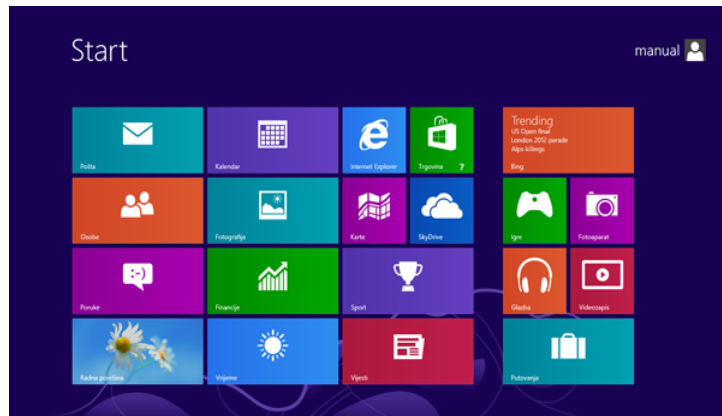 Start
manual
Pošta
Kalendar
Internet Explorer
Trgovina 7
Trending
US Open final
London 2012 parade
Alps killings
Bing
Osobe
Fotografije
Karte
SkyDrive
Igre
Fotoaparat
Poruke
:-)
Financije
Sport
Glazba
Videozapis
Radna površina
Vrijeme
Vijesti
Putovanja